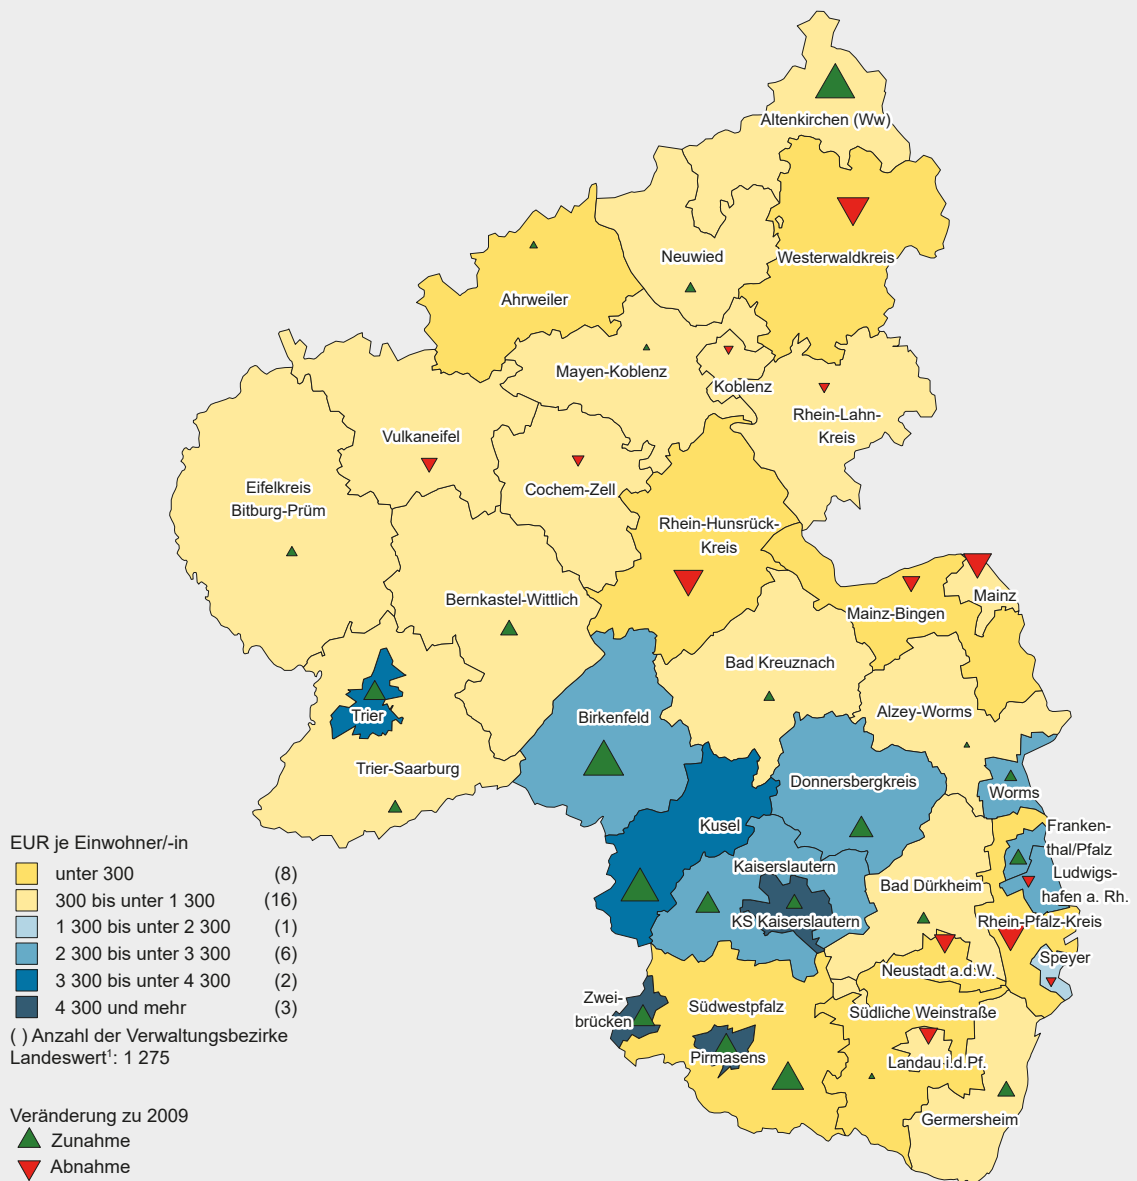 Altenkirchen (Ww)
Neuwied
Westerwaldkreis
Ahrweiler
Mayen-Koblenz
Koblenz
Rhein-Lahn-
Kreis
Vulkaneifel
Cochem-Zell
Eifelkreis
Bitburg-Prüm
Rhein-Hunsrück-
Kreis
Bernkastel-Wittlich
Mainz
Mainz-Bingen
Bad Kreuznach
Alzey-Worms
Birkenfeld
Trier
Trier-Saarburg
Donnersbergkreis
Worms
Kusel
Franken-
thal/Pfalz
Ludwigs-
hafen a. Rh.
Kaiserslautern
KS Kaiserslautern
Bad Dürkheim
Rhein-Pfalz-Kreis
Speyer
Neustadt a.d.W.
Zwei-
brücken
Südwestpfalz
Südliche Weinstraße
Pirmasens
Landau i.d.Pf.
Germersheim
EUR je Einwohner/-in
unter 300 (8)
300 bis unter 1 300 (16)
1 300 bis unter 2 300 (1)
2 300 bis unter 3 300 (6)
3 300 bis unter 4 300 (2)
4 300 und mehr (3)
( ) Anzahl der Verwaltungsbezirke
Landeswert¹: 1 275
Veränderung zu 2009
Zunahme
Abnahme